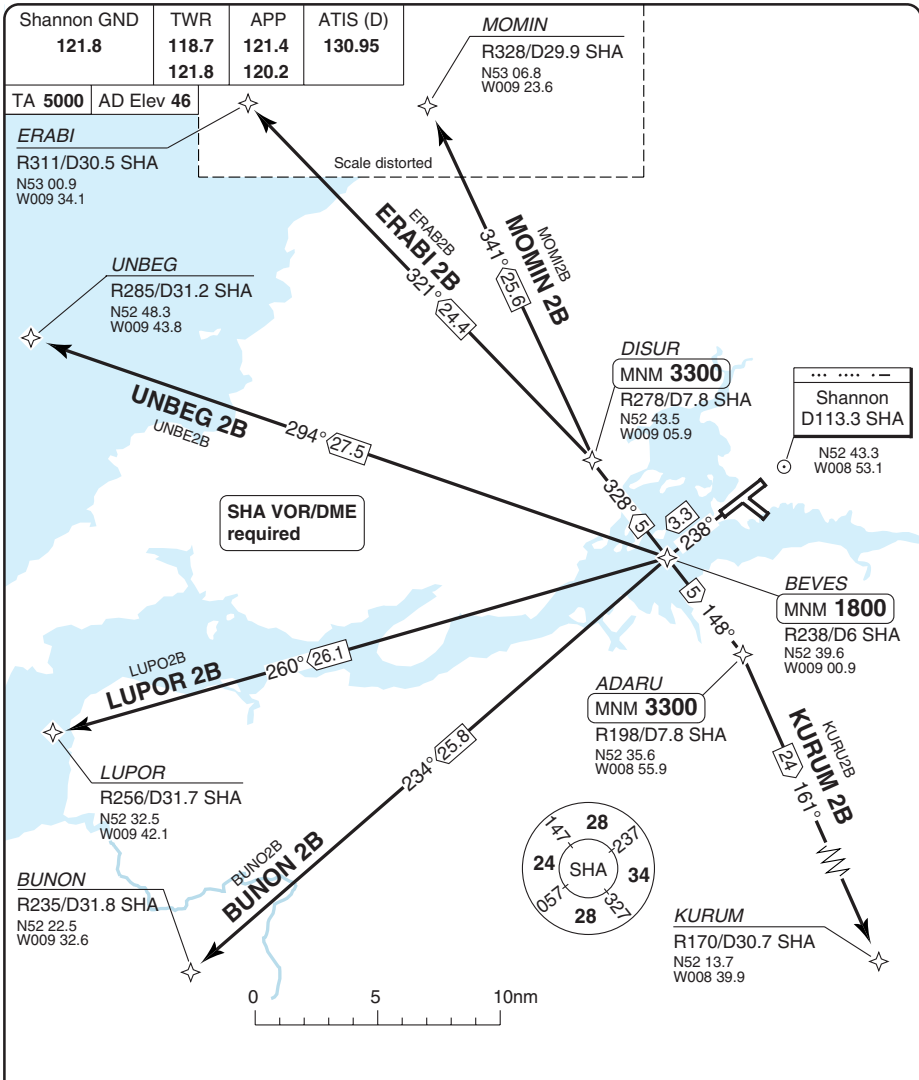 Shannon GND
121.8
TWR
118.7
121.8
APP
121.4
120.2
ATIS (D)
130.95
TA 5000
AD Elev 46
MOMIN
R328/D29.9 SHA
N53 06.8
W009 23.6
ERABI
R311/D30.5 SHA
N53 00.9
W009 34.1
Scale distorted
ERAB2B
ERABI 2B
321°
24.4
MOMI2B
MOMIN 2B
341°
25.6
UNBEG
R285/D31.2 SHA
N52 48.3
W009 43.8
UNBEG 2B
UNBE2B
294°
27.5
DISUR
MNM 3300
R278/D7.8 SHA
N52 43.5
W009 05.9
Shannon
D113.3 SHA
N52 43.3
W008 53.1
328°
5
3.3
238°
SHA VOR/DME
required
BEVES
MNM 1800
R238/D6 SHA
N52 39.6
W009 00.9
5
148°
LUPO2B
LUPOR 2B
260°
26.1
ADARU
MNM 3300
R198/D7.8 SHA
N52 35.6
W008 55.9
LUPOR
R256/D31.7 SHA
N52 32.5
W009 42.1
234°
25.8
BUNO2B
BUNON 2B
KURU2B
KURUM 2B
24
161°
147
28
237
24
SHA
34
057
28
327
BUNON
R235/D31.8 SHA
N52 22.5
W009 32.6
KURUM
R170/D30.7 SHA
N52 13.7
W008 39.9
0
5
10nm